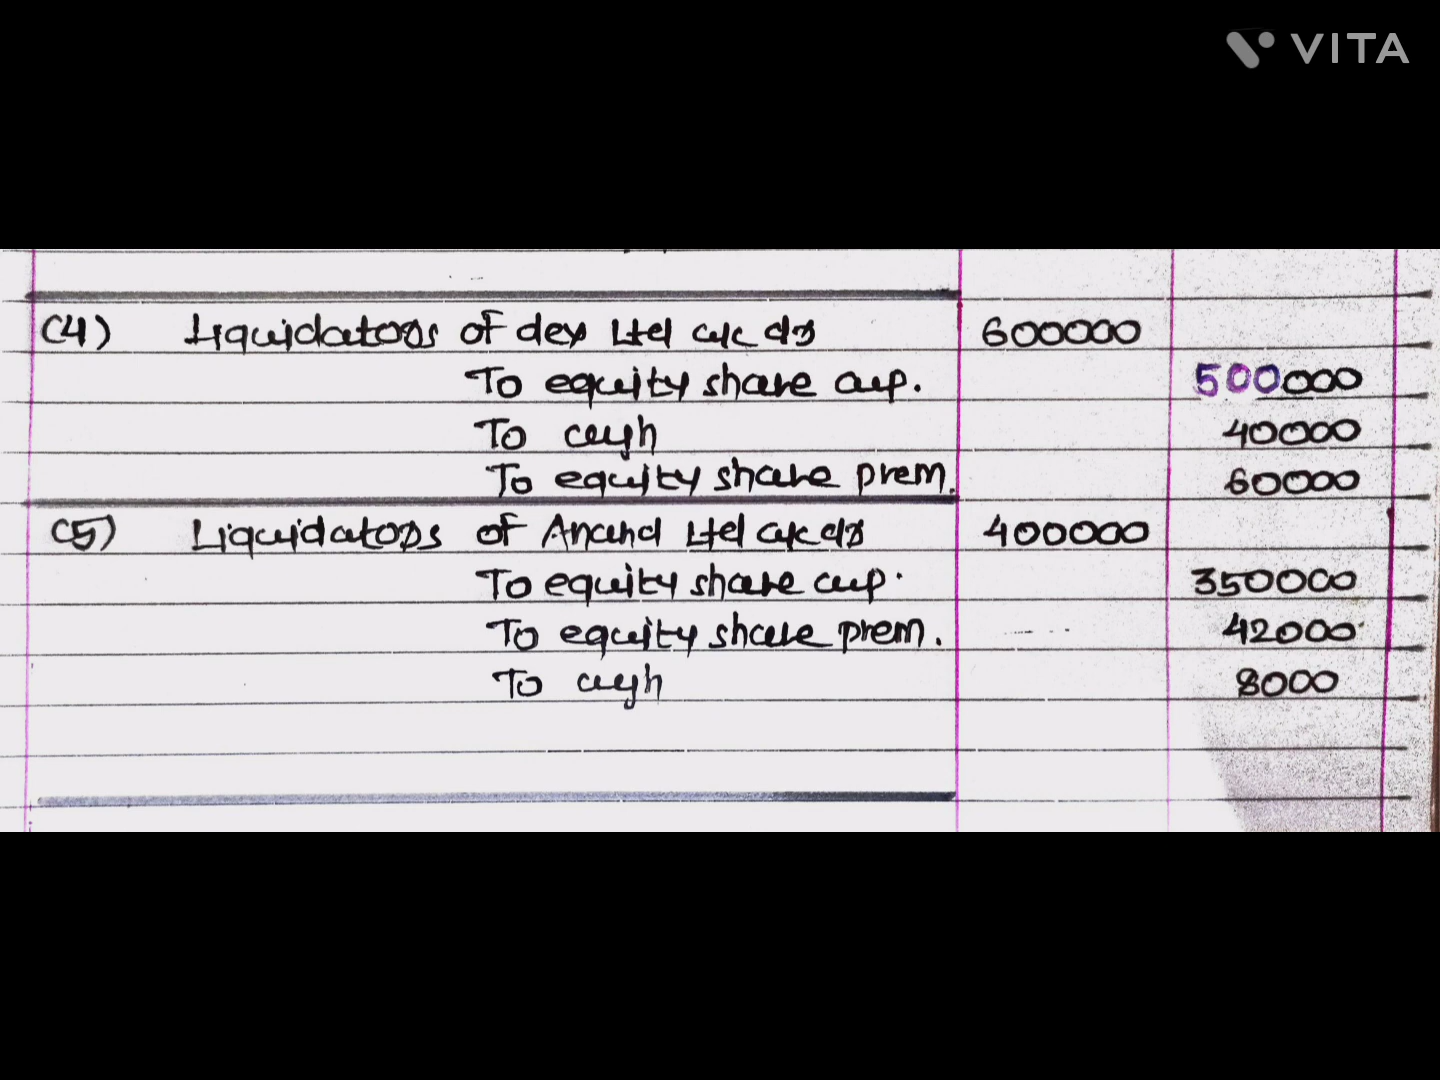 VITA
(4) Liquidators of dev Ltd a/c dr 600000
To equity share cap. 500000
To cash 40000
To equity share prem. 60000
(5) Liquidators of Anand Ltd a/c dr 400000
To equity share cap. 350000
To equity share prem. 42000
To cash 8000